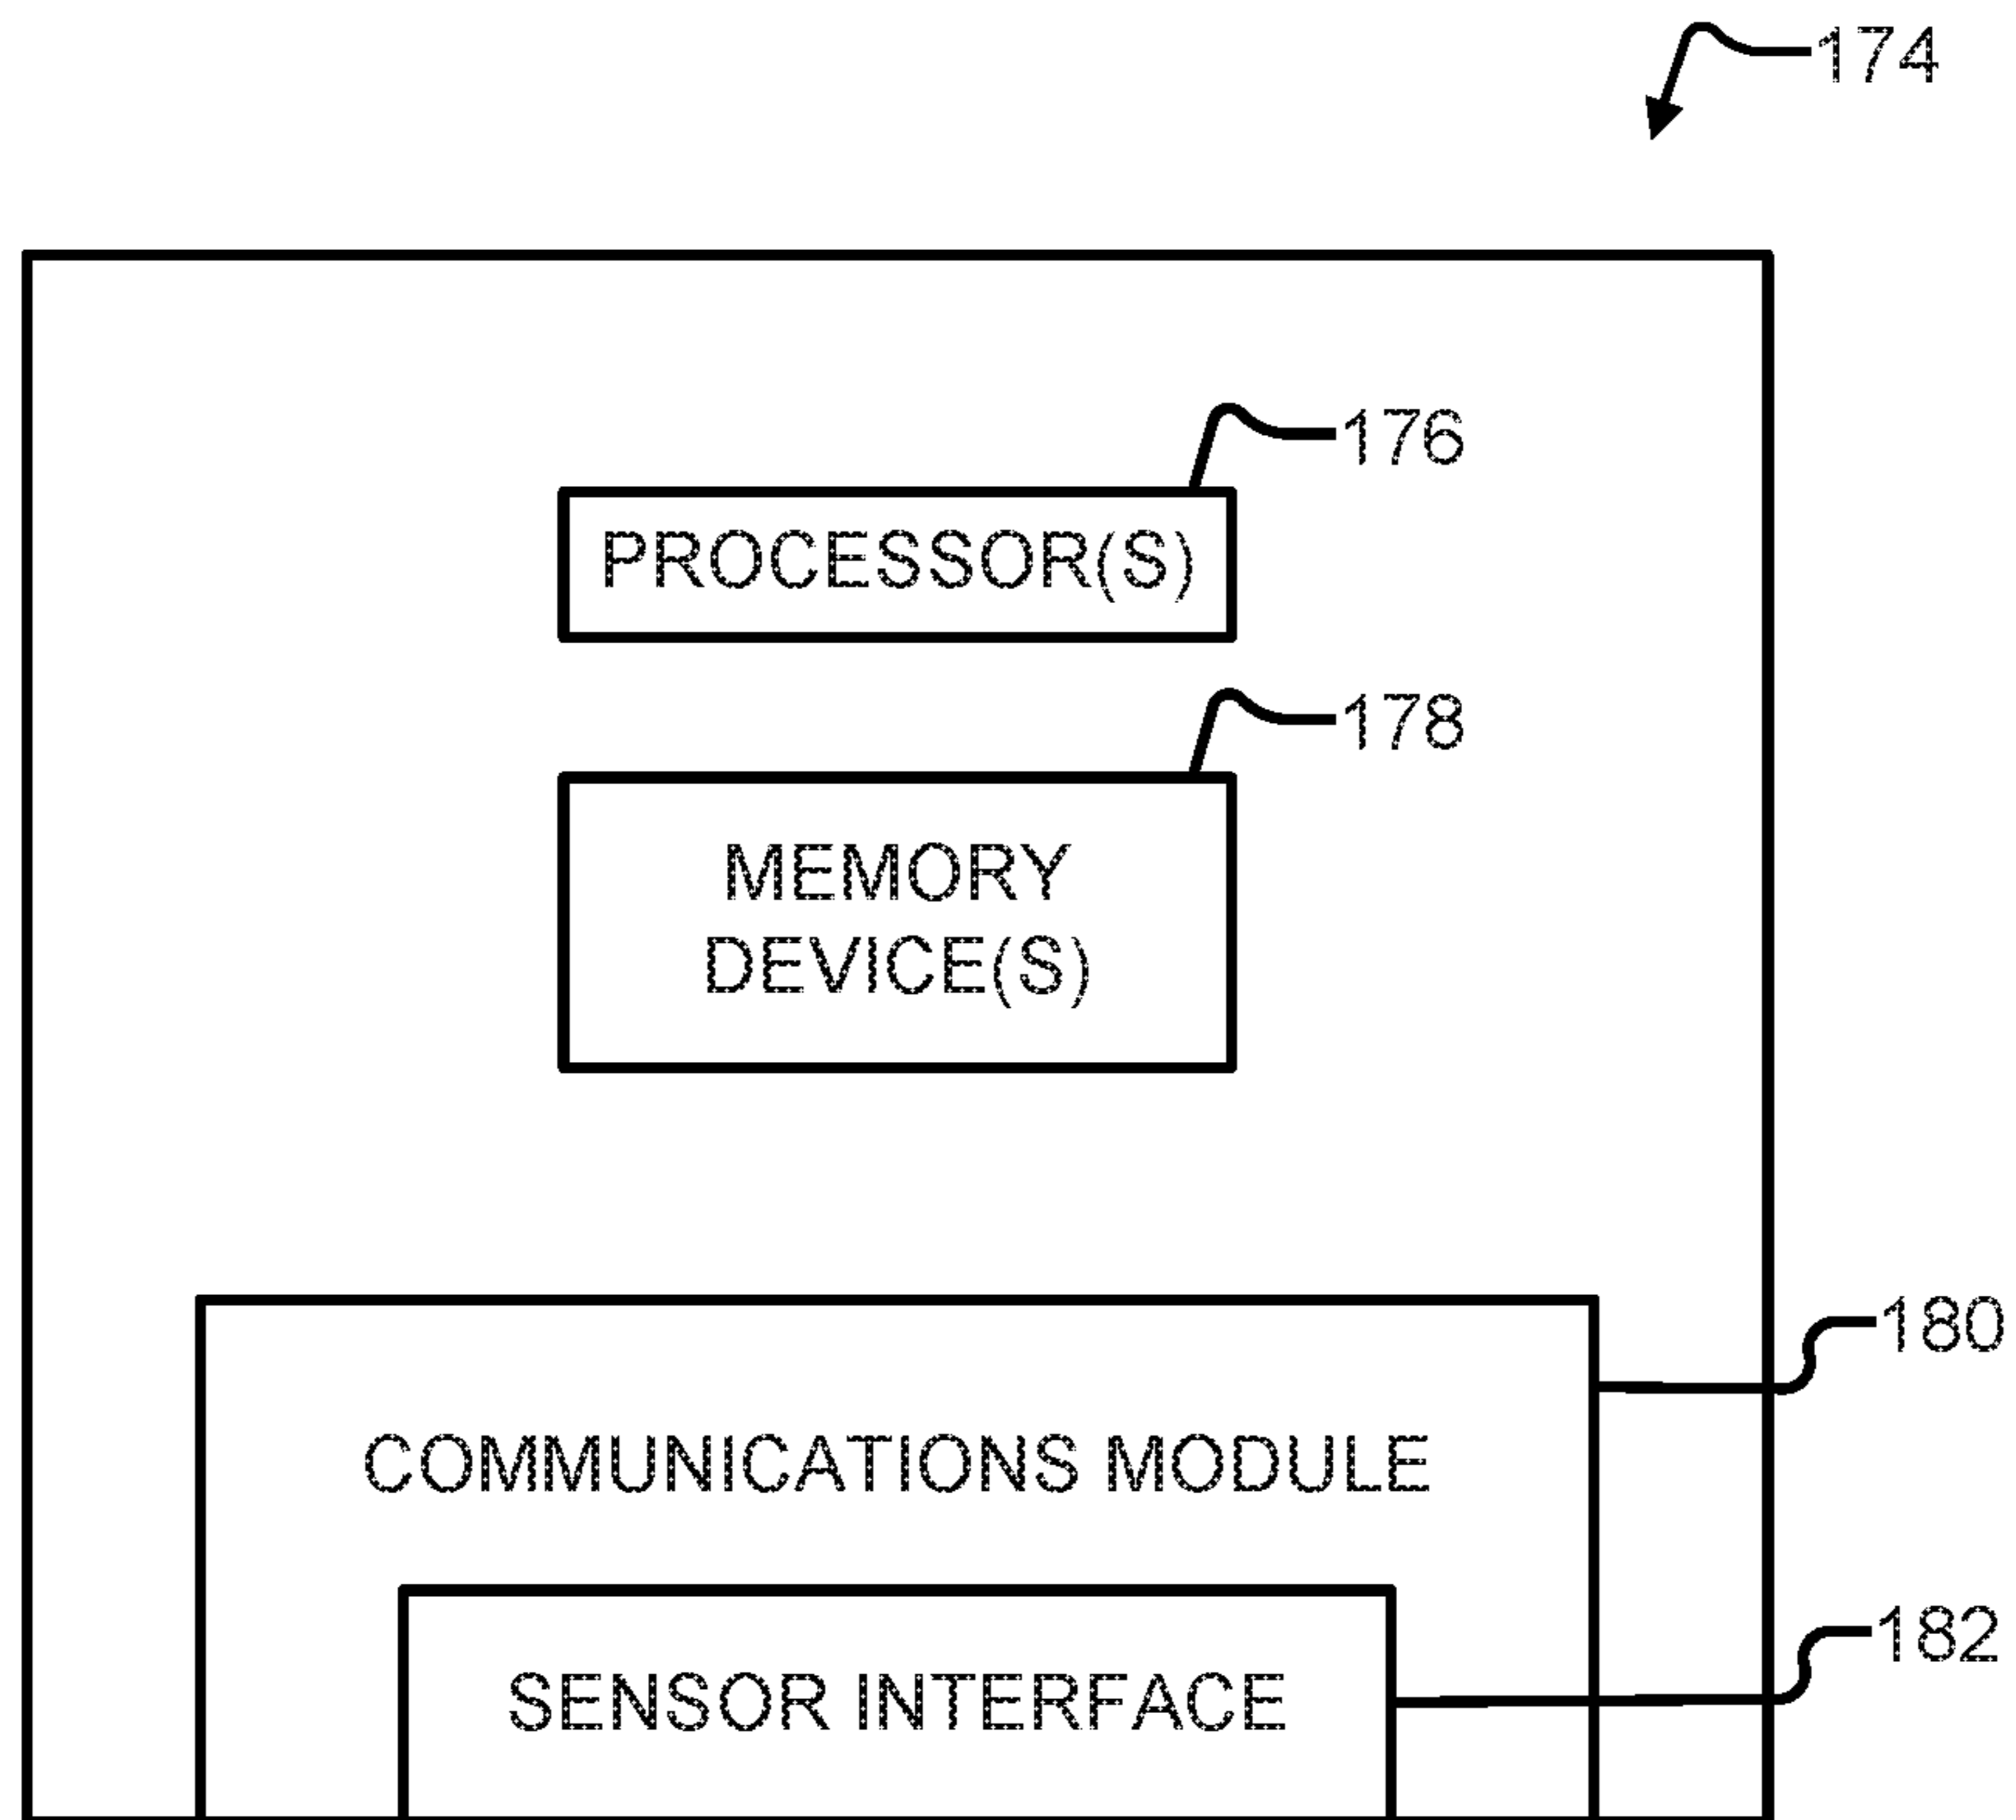 174
176
PROCESSOR(S)
178
MEMORY
DEVICE(S)
180
COMMUNICATIONS MODULE
182
SENSOR INTERFACE